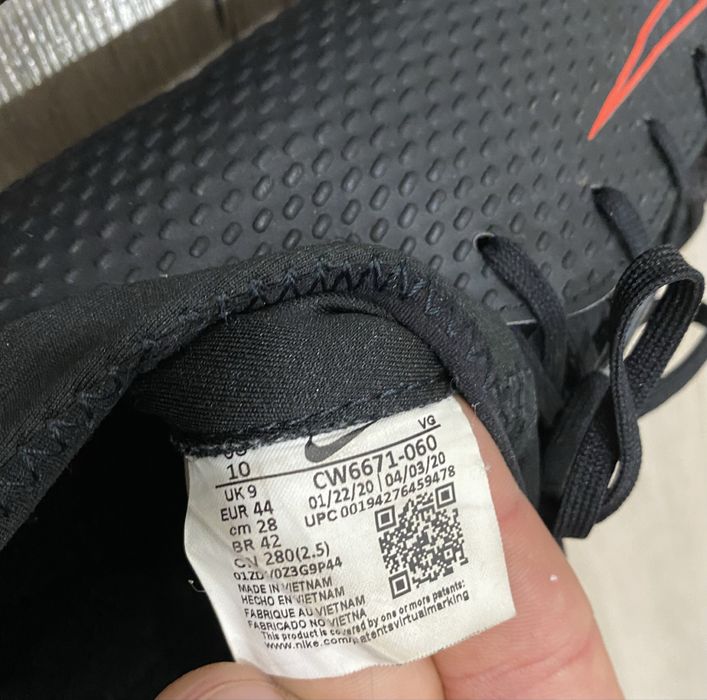 VG
10
CW6671-060
UK 9
01/22/20 | 04/03/20
EUR 44
UPC 00194276459478
cm 28
BR 42
CN 280(2.5)
MADE IN VIETNAM
HECHO EN VIETNAM
FABRIQUE AU VIETNAM
FABRICADO NO VIETNA
This product is covered by one or more patents:
www.nike.com/patentsvirtualmarking